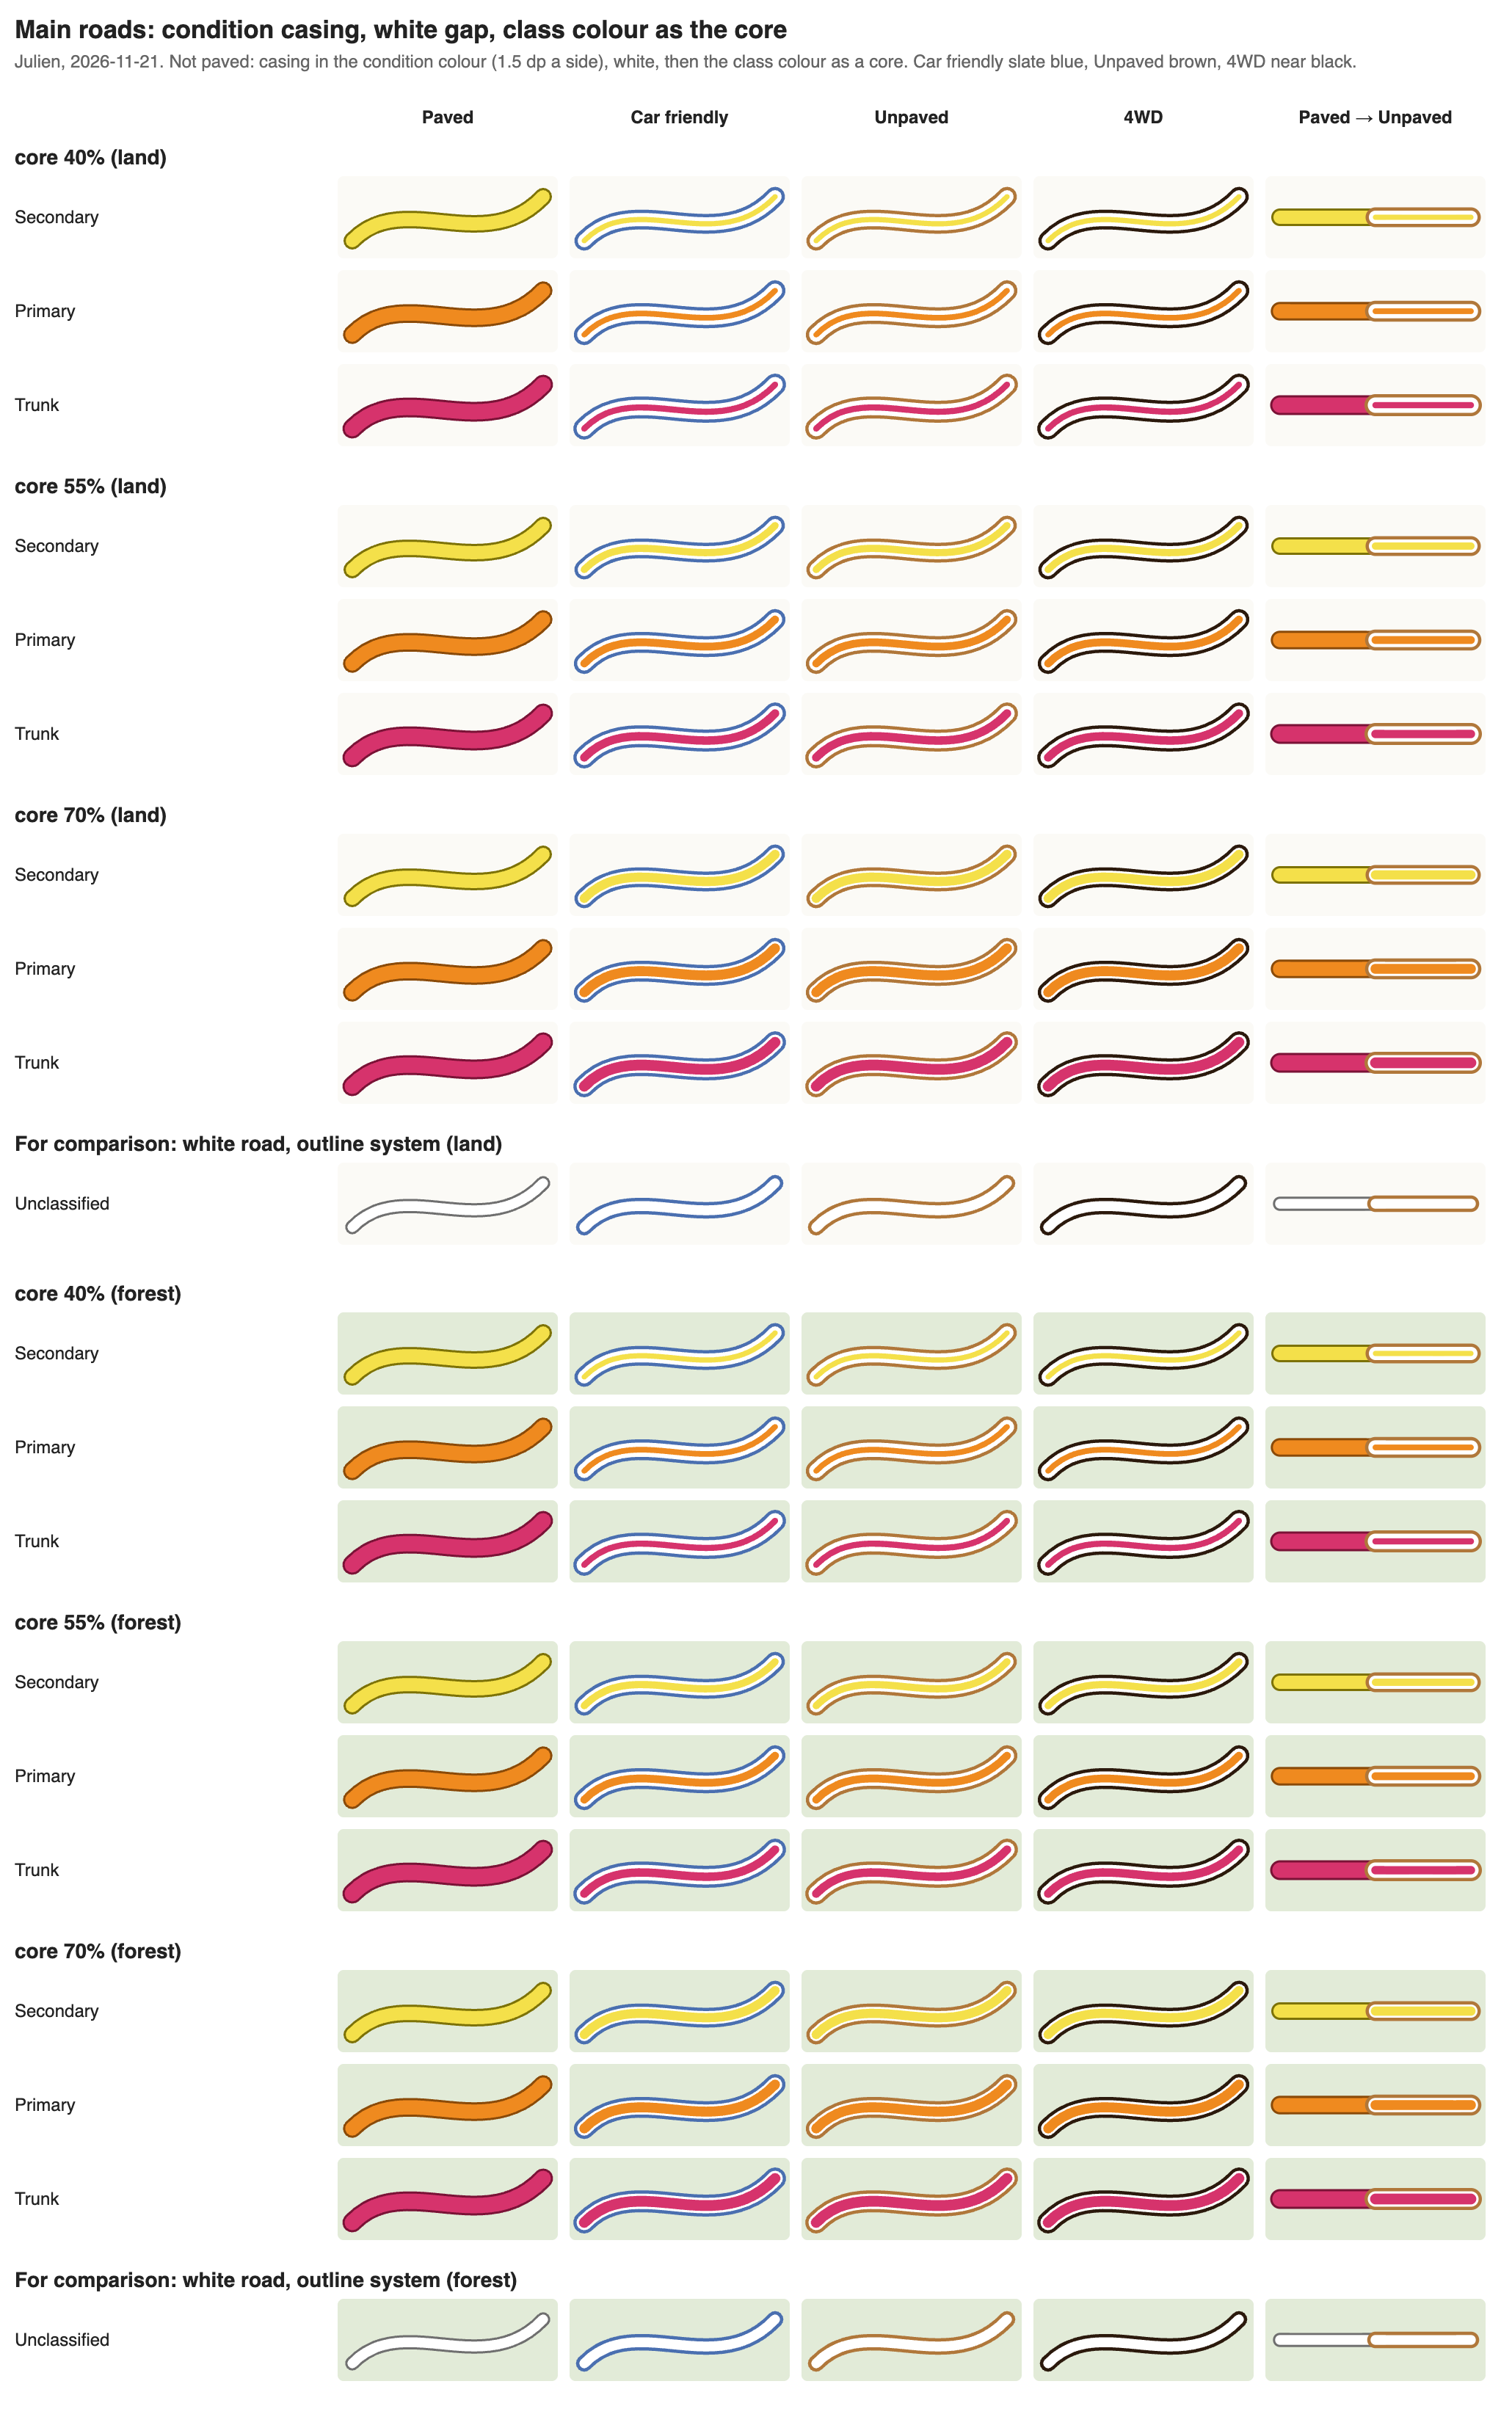 Main roads: condition casing, white gap, class colour as the core
Julien, 2026-11-21. Not paved: casing in the condition colour (1.5 dp a side), white, then the class colour as a core. Car friendly slate blue, Unpaved brown, 4WD near black.
Paved Car friendly Unpaved 4WD Paved → Unpaved
core 40% (land)
Secondary
Primary
Trunk
core 55% (land)
Secondary
Primary
Trunk
core 70% (land)
Secondary
Primary
Trunk
For comparison: white road, outline system (land)
Unclassified
core 40% (forest)
Secondary
Primary
Trunk
core 55% (forest)
Secondary
Primary
Trunk
core 70% (forest)
Secondary
Primary
Trunk
For comparison: white road, outline system (forest)
Unclassified